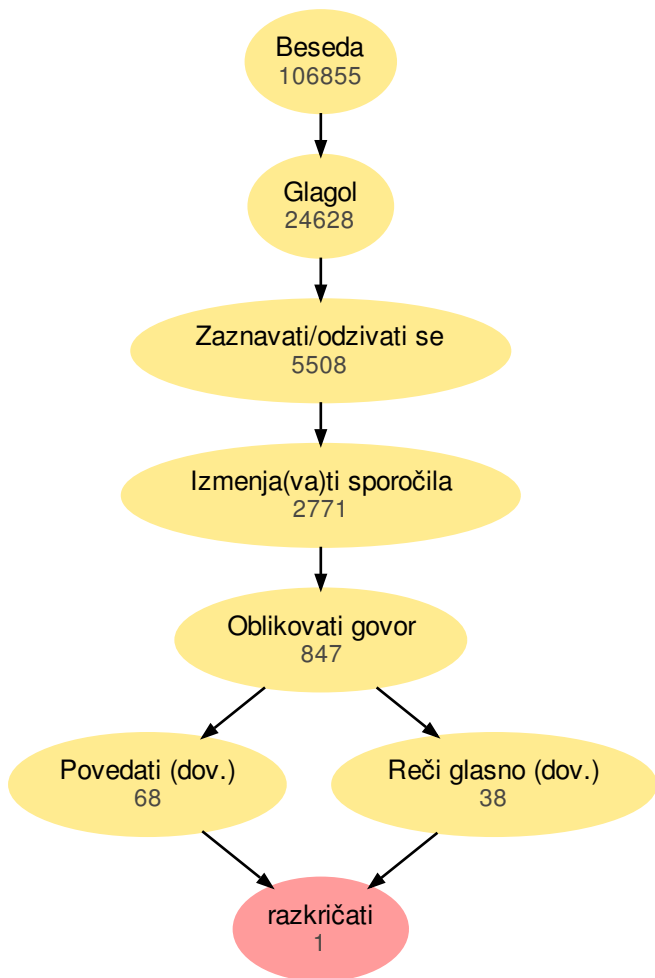 Beseda
106855
Glagol
24628
Zaznavati/odzivati se
5508
Izmenja(va)ti sporočila
2771
Oblikovati govor
847
Povedati (dov.)
68
Reči glasno (dov.)
38
razkričati
1